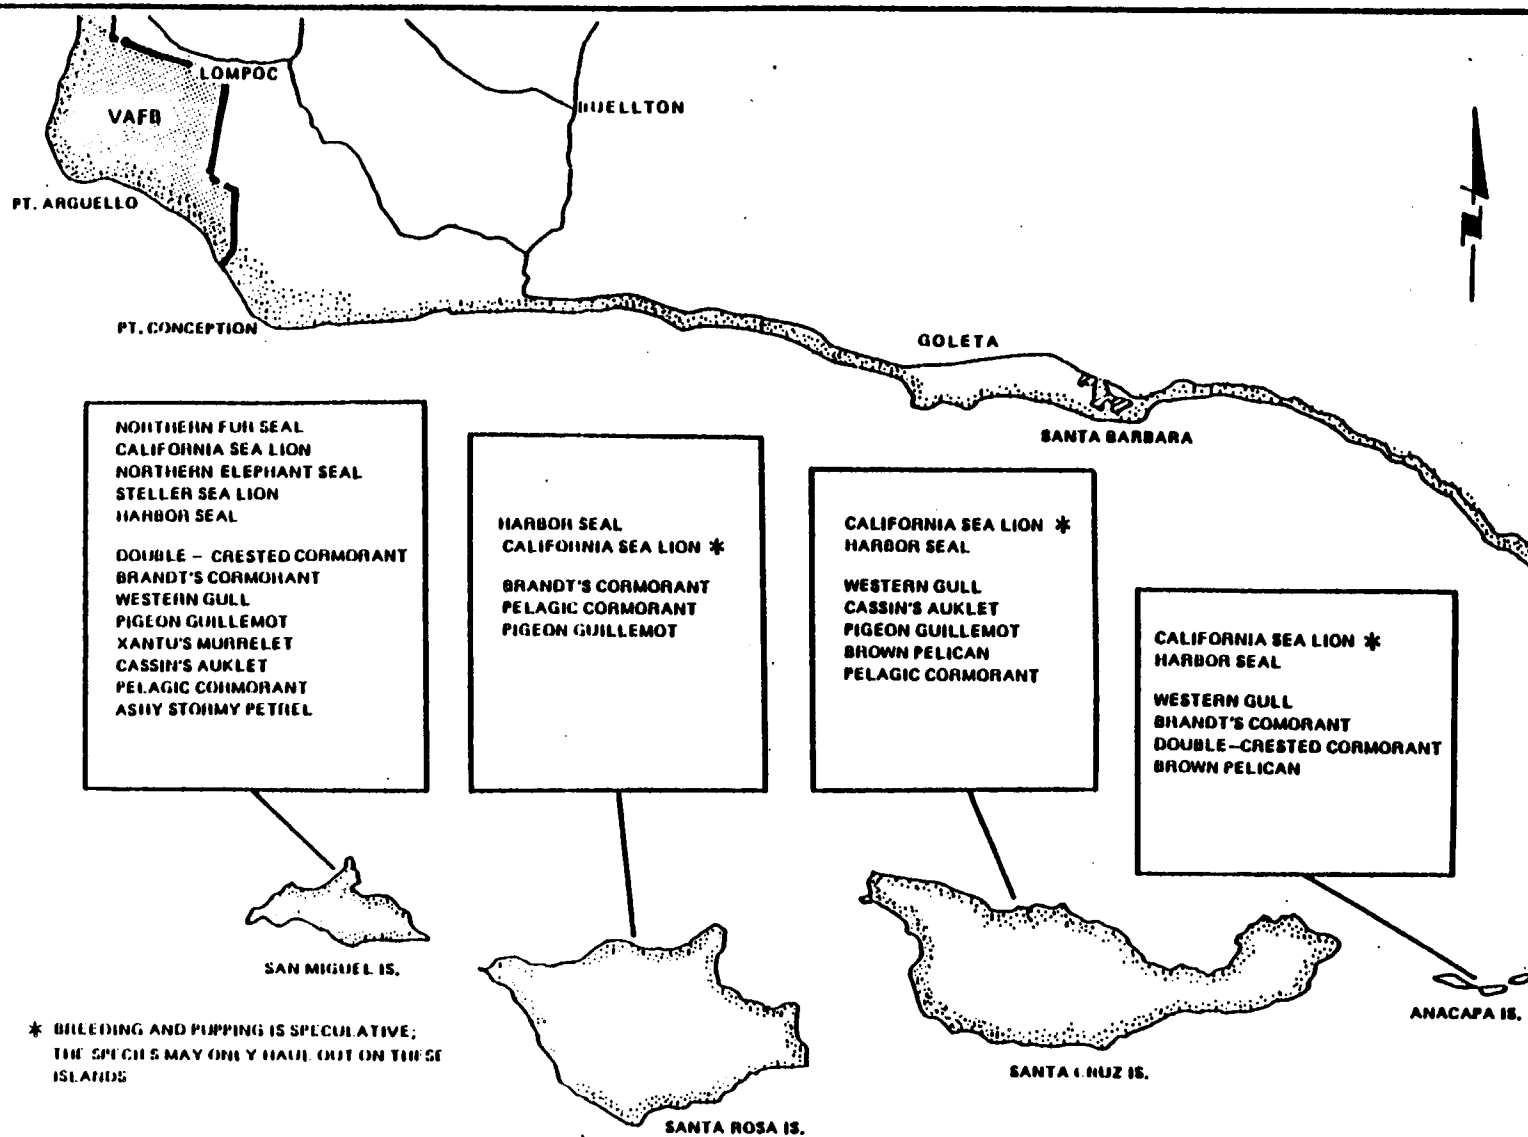 LOMPOC
VAFB
BUELLTON
PT. ARGUELLO
PT. CONCEPTION
GOLETA
SANTA BARBARA
NORTHERN FUR SEAL
CALIFORNIA SEA LION
NORTHERN ELEPHANT SEAL
STELLER SEA LION
HARBOR SEAL
DOUBLE - CRESTED CORMORANT
BRANDT'S CORMORANT
WESTERN GULL
PIGEON GUILLEMOT
XANTU'S MURRELET
CASSIN'S AUKLET
PELAGIC CORMORANT
ASHY STORMY PETREL
HARBOR SEAL
CALIFORNIA SEA LION *
BRANDT'S CORMORANT
PELAGIC CORMORANT
PIGEON GUILLEMOT
CALIFORNIA SEA LION *
HARBOR SEAL
WESTERN GULL
CASSIN'S AUKLET
PIGEON GUILLEMOT
BROWN PELICAN
PELAGIC CORMORANT
CALIFORNIA SEA LION *
HARBOR SEAL
WESTERN GULL
BRANDT'S COMORANT
DOUBLE-CRESTED CORMORANT
BROWN PELICAN
SAN MIGUEL IS.
SANTA ROSA IS.
SANTA CRUZ IS.
ANACAPA IS.
* BREEDING AND PUPPING IS SPECULATIVE;
THE SPECIES MAY ONLY HAUL OUT ON THESE
ISLANDS
N